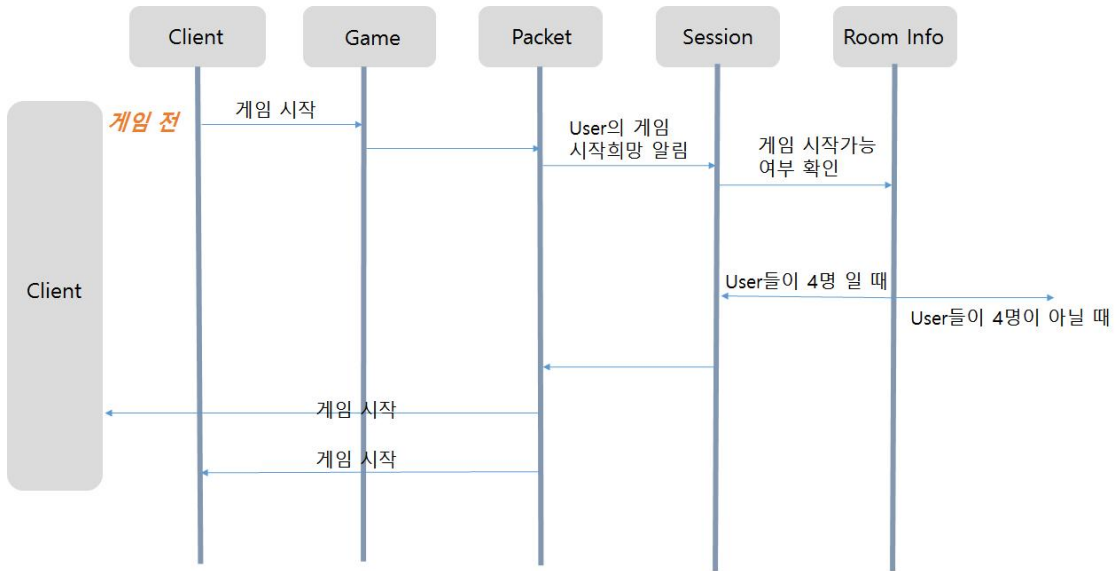 Client
Game
Packet
Session
Room Info
게임 전
게임 시작
User의 게임
시작희망 알림
게임 시작가능
여부 확인
Client
User들이 4명 일 때
User들이 4명이 아닐 때
게임 시작
게임 시작